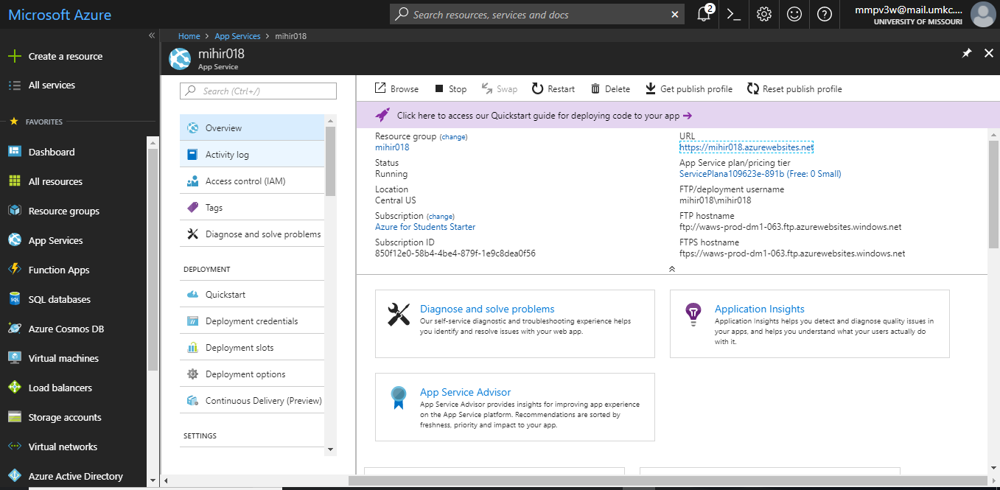 Microsoft Azure
Search resources, services and docs
2
mmpv3w@mail.umkc....
UNIVERSITY OF MISSOURI
Create a resource
All services
FAVORITES
Dashboard
All resources
Resource groups
App Services
Function Apps
SQL databases
Azure Cosmos DB
Virtual machines
Load balancers
Storage accounts
Virtual networks
Azure Active Directory
Home > App Services > mihir018
mihir018
App Service
Search (Ctrl+/)
Overview
Activity log
Access control (IAM)
Tags
Diagnose and solve problems
DEPLOYMENT
Quickstart
Deployment credentials
Deployment slots
Deployment options
Continuous Delivery (Preview)
SETTINGS
Browse Stop Swap Restart Delete Get publish profile Reset publish profile
Click here to access our Quickstart guide for deploying code to your app
Resource group (change)
mihir018
Status
Running
Location
Central US
Subscription (change)
Azure for Students Starter
Subscription ID
850f12e0-58b4-4be4-879f-1e9c8dea0f56
URL
https://mihir018.azurewebsites.net
App Service plan/pricing tier
ServicePlana109623e-891b (Free: 0 Small)
FTP/deployment username
mihir018\mihir018
FTP hostname
ftp://waws-prod-dm1-063.ftp.azurewebsites.windows.net
FTPS hostname
ftps://waws-prod-dm1-063.ftp.azurewebsites.windows.net
Diagnose and solve problems
Our self-service diagnostic and troubleshooting experience helps
you identify and resolve issues with your web app.
Application Insights
Application Insights helps you detect and diagnose quality issues in
your apps, and helps you understand what your users actually do
with it.
App Service Advisor
App Service Advisor provides insights for improving app experience
on the App Service platform. Recommendations are sorted by
freshness, priority and impact to your app.